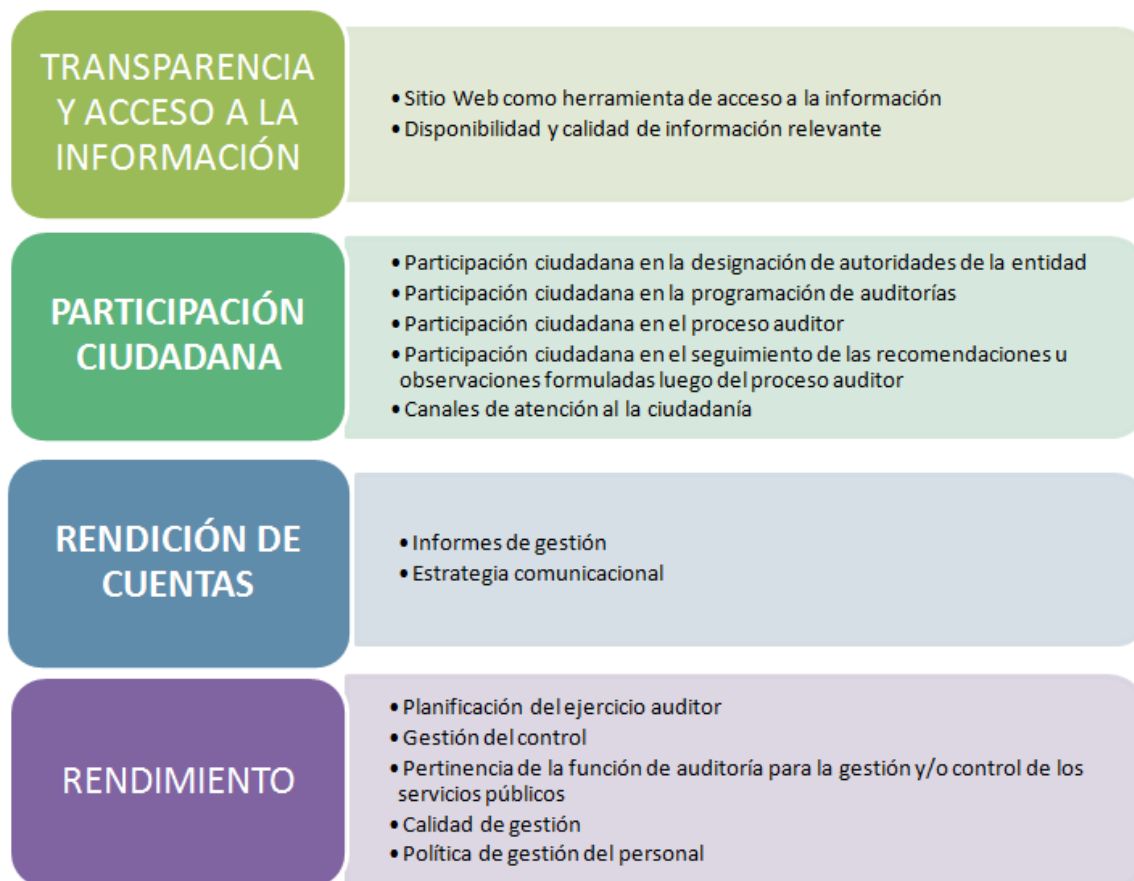 TRANSPARENCIA
Y ACCESO A LA
INFORMACIÓN
• Sitio Web como herramienta de acceso a la información
• Disponibilidad y calidad de información relevante
PARTICIPACIÓN
CIUDADANA
• Participación ciudadana en la designación de autoridades de la entidad
• Participación ciudadana en la programación de auditorías
• Participación ciudadana en el proceso auditor
• Participación ciudadana en el seguimiento de las recomendaciones u
observaciones formuladas luego del proceso auditor
• Canales de atención al la ciudadanía
RENDICIÓN DE
CUENTAS
• Informes de gestión
• Estrategia comunicacional
RENDIMIENTO
• Planificación del ejercicio auditor
• Gestión del control
• Pertinencia de la función de auditoría para la gestión y/o control de los
servicios públicos
• Calidad de gestión
• Política de gestión del personal